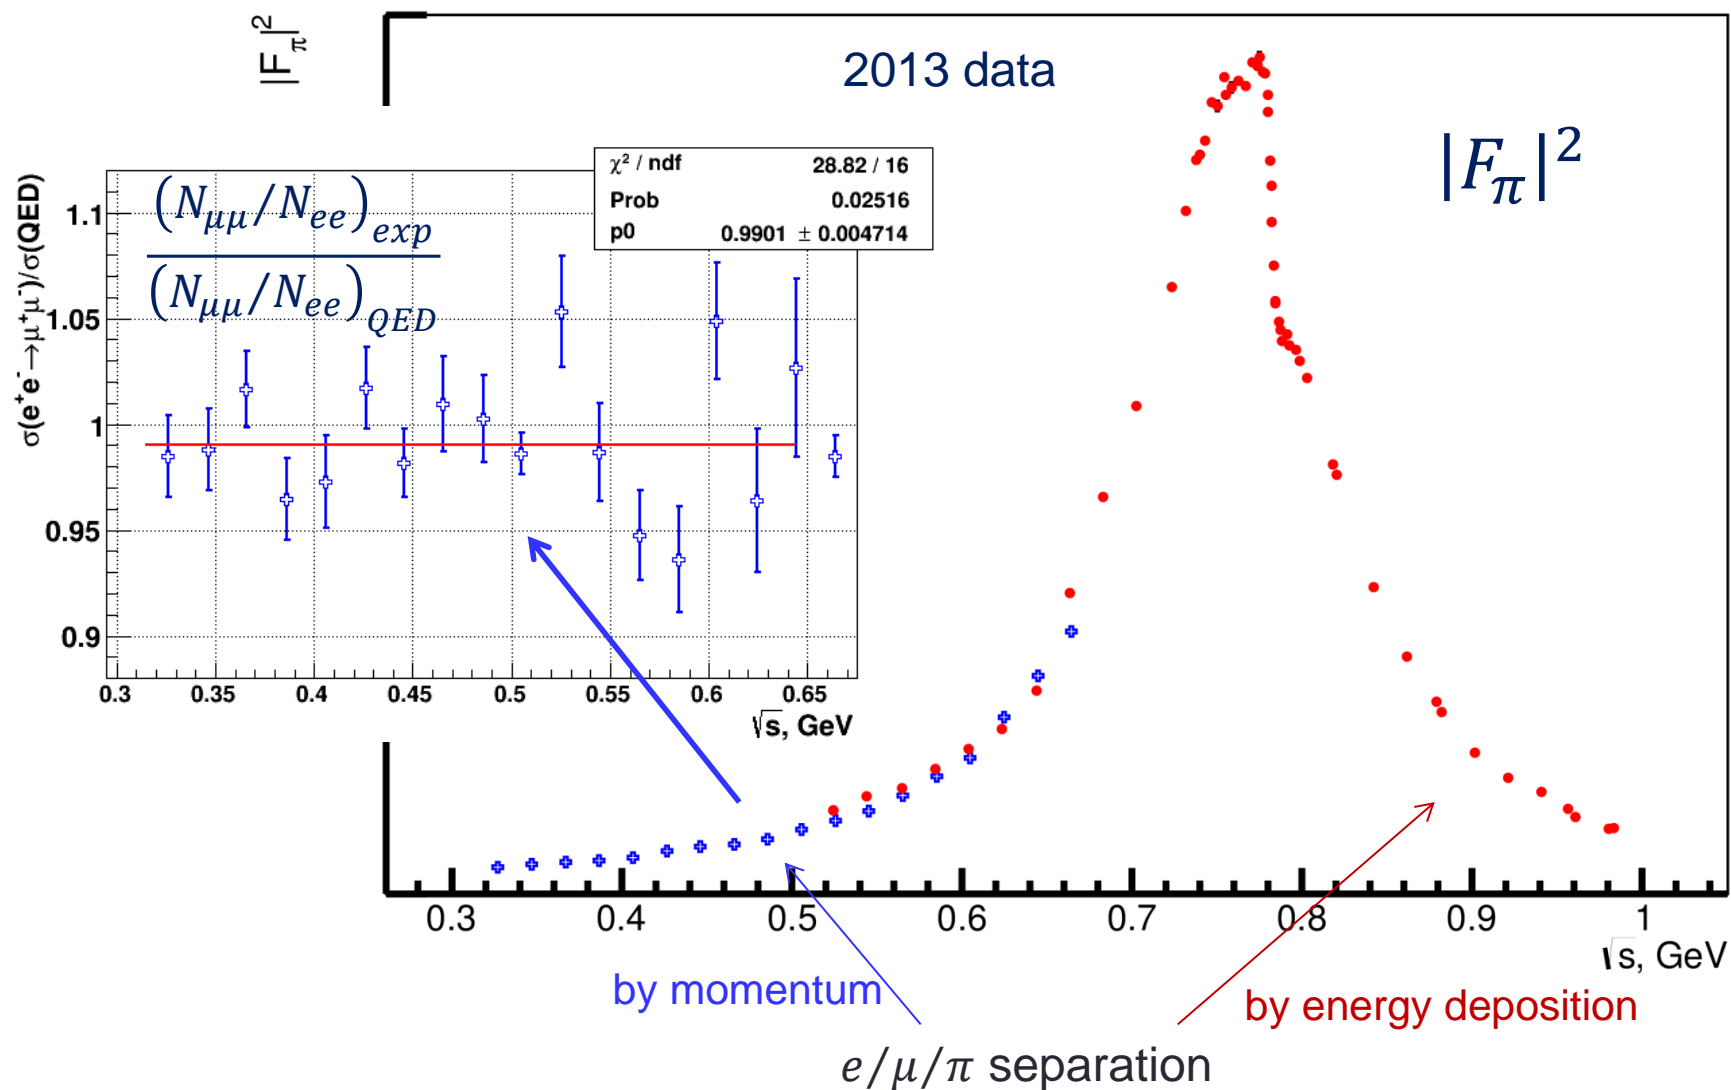 |F_π|²
2013 data
|F_π|²
χ² / ndf 28.82 / 16
Prob 0.02516
p0 0.9901 ± 0.004714
(N_μμ/N_ee)_exp
(N_μμ/N_ee)_QED
σ(e⁺e⁻→μ⁺μ⁻)/σ(QED)
1.1
1.05
1
0.95
0.9
0.3 0.35 0.4 0.45 0.5 0.55 0.6 0.65
√s, GeV
0.3 0.4 0.5 0.6 0.7 0.8 0.9 1
√s, GeV
by momentum
by energy deposition
e/μ/π separation